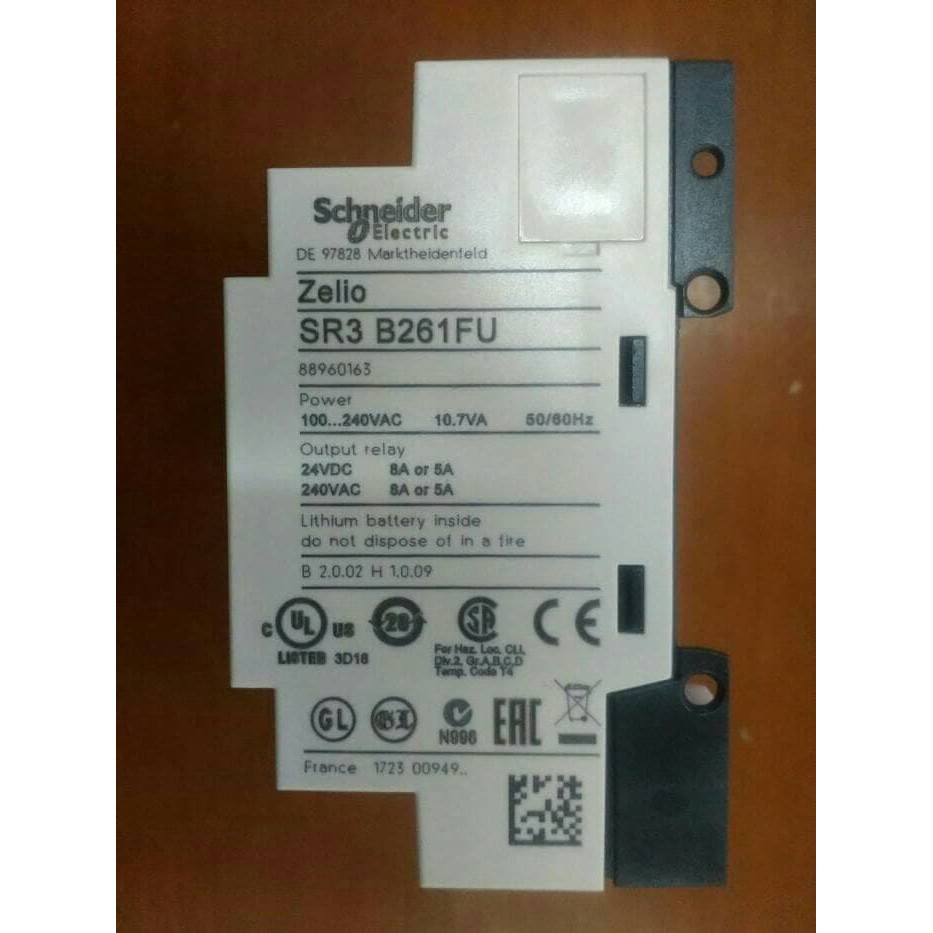 Schneider
Electric
DE 97828 Marktheidenfeld
Zelio
SR3 B261FU
88960163
Power
100...240VAC 10.7VA 50/60Hz
Output relay
24VDC 8A or 5A
240VAC 8A or 5A
Lithium battery inside
do not dispose of in a fire
B 2.0.02 H 1.0.09
C UL US
LISTED 3D18
20
SA
For Haz. Loc. CLI,
Div.2, Gr.A,B,C,D
Temp. Code T4
CE
GL
N998
EAC
France 1723 00949..